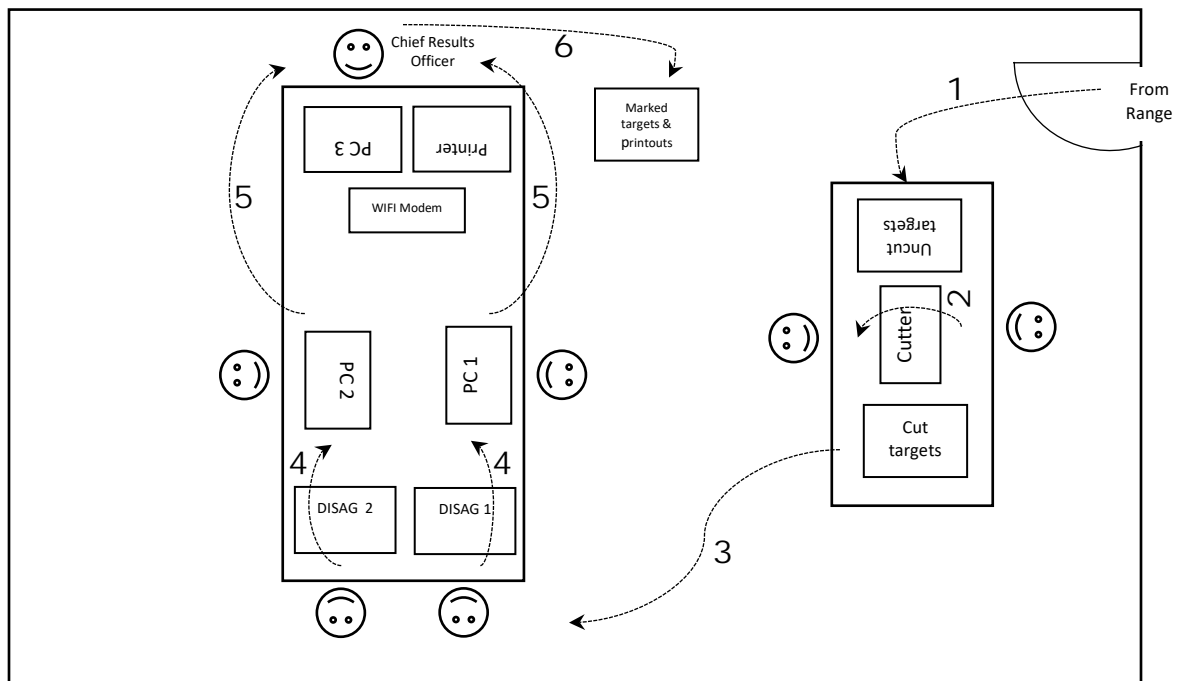 Chief Results
Officer
6
Marked
targets &
printouts
1
From
Range
PC 3
Printer
WIFI Modem
5
5
Uncut
targets
2
Cutter
PC 2
PC 1
Cut
targets
4
4
DISAG 2
DISAG 1
3